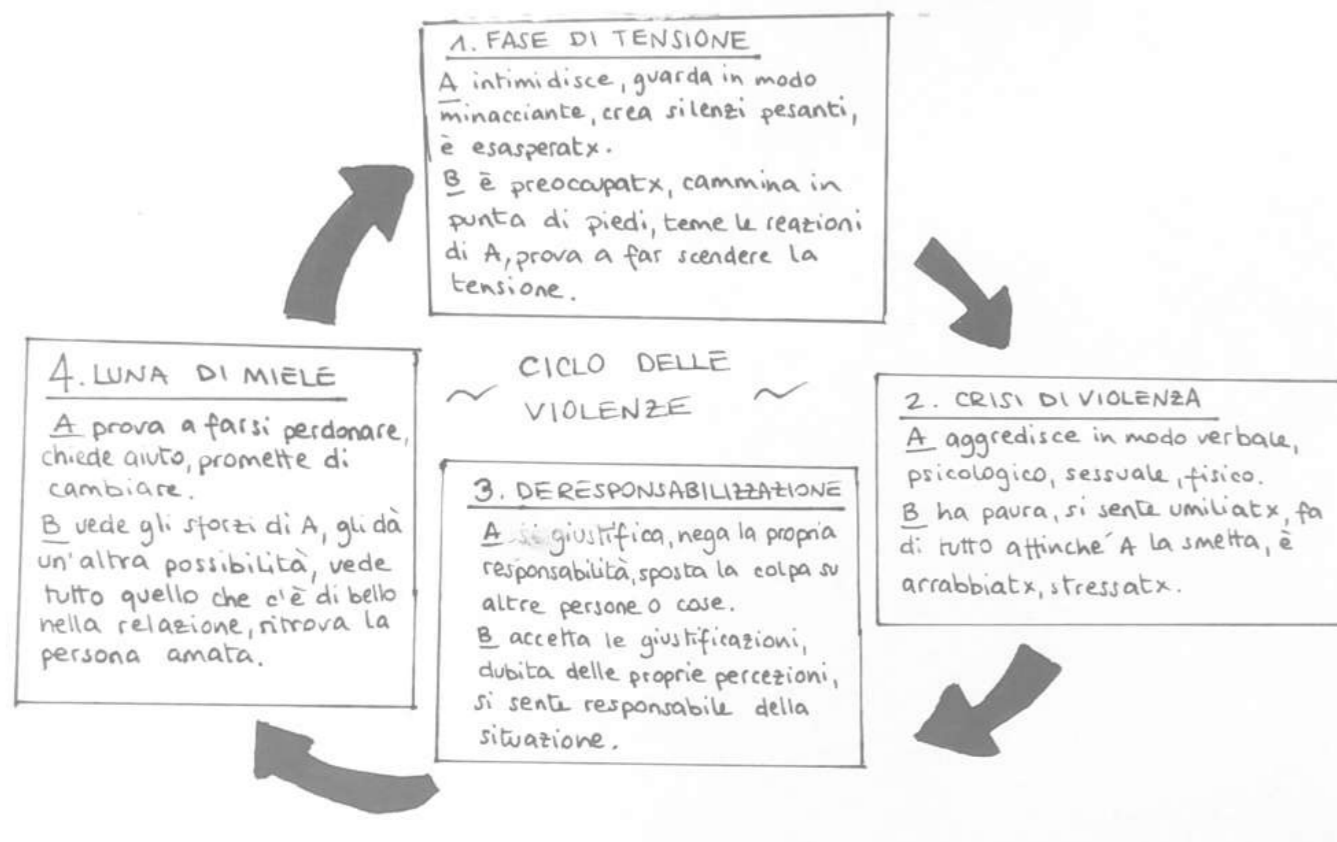 1. FASE DI TENSIONE
A intimidisce, guarda in modo
minacciante, crea silenzi pesanti,
è esasperatx.
B è preoccupatx, cammina in
punta di piedi, teme le reazioni
di A, prova a far scendere la
tensione.
CICLO DELLE
VIOLENZE
2. CRISI DI VIOLENZA
A aggredisce in modo verbale,
psicologico, sessuale, fisico.
B ha paura, si sente umiliatx, fa
di tutto affinché A la smetta, è
arrabbiatx, stressatx.
3. DERESPONSABILIZZAZIONE
A si giustifica, nega la propria
responsabilità, sposta la colpa su
altre persone o cose.
B accetta le giustificazioni,
dubita delle proprie percezioni,
si sente responsabile della
situazione.
4. LUNA DI MIELE
A prova a farsi perdonare,
chiede aiuto, promette di
cambiare.
B vede gli sforzi di A, gli dà
un'altra possibilità, vede
tutto quello che c'è di bello
nella relazione, ritrova la
persona amata.